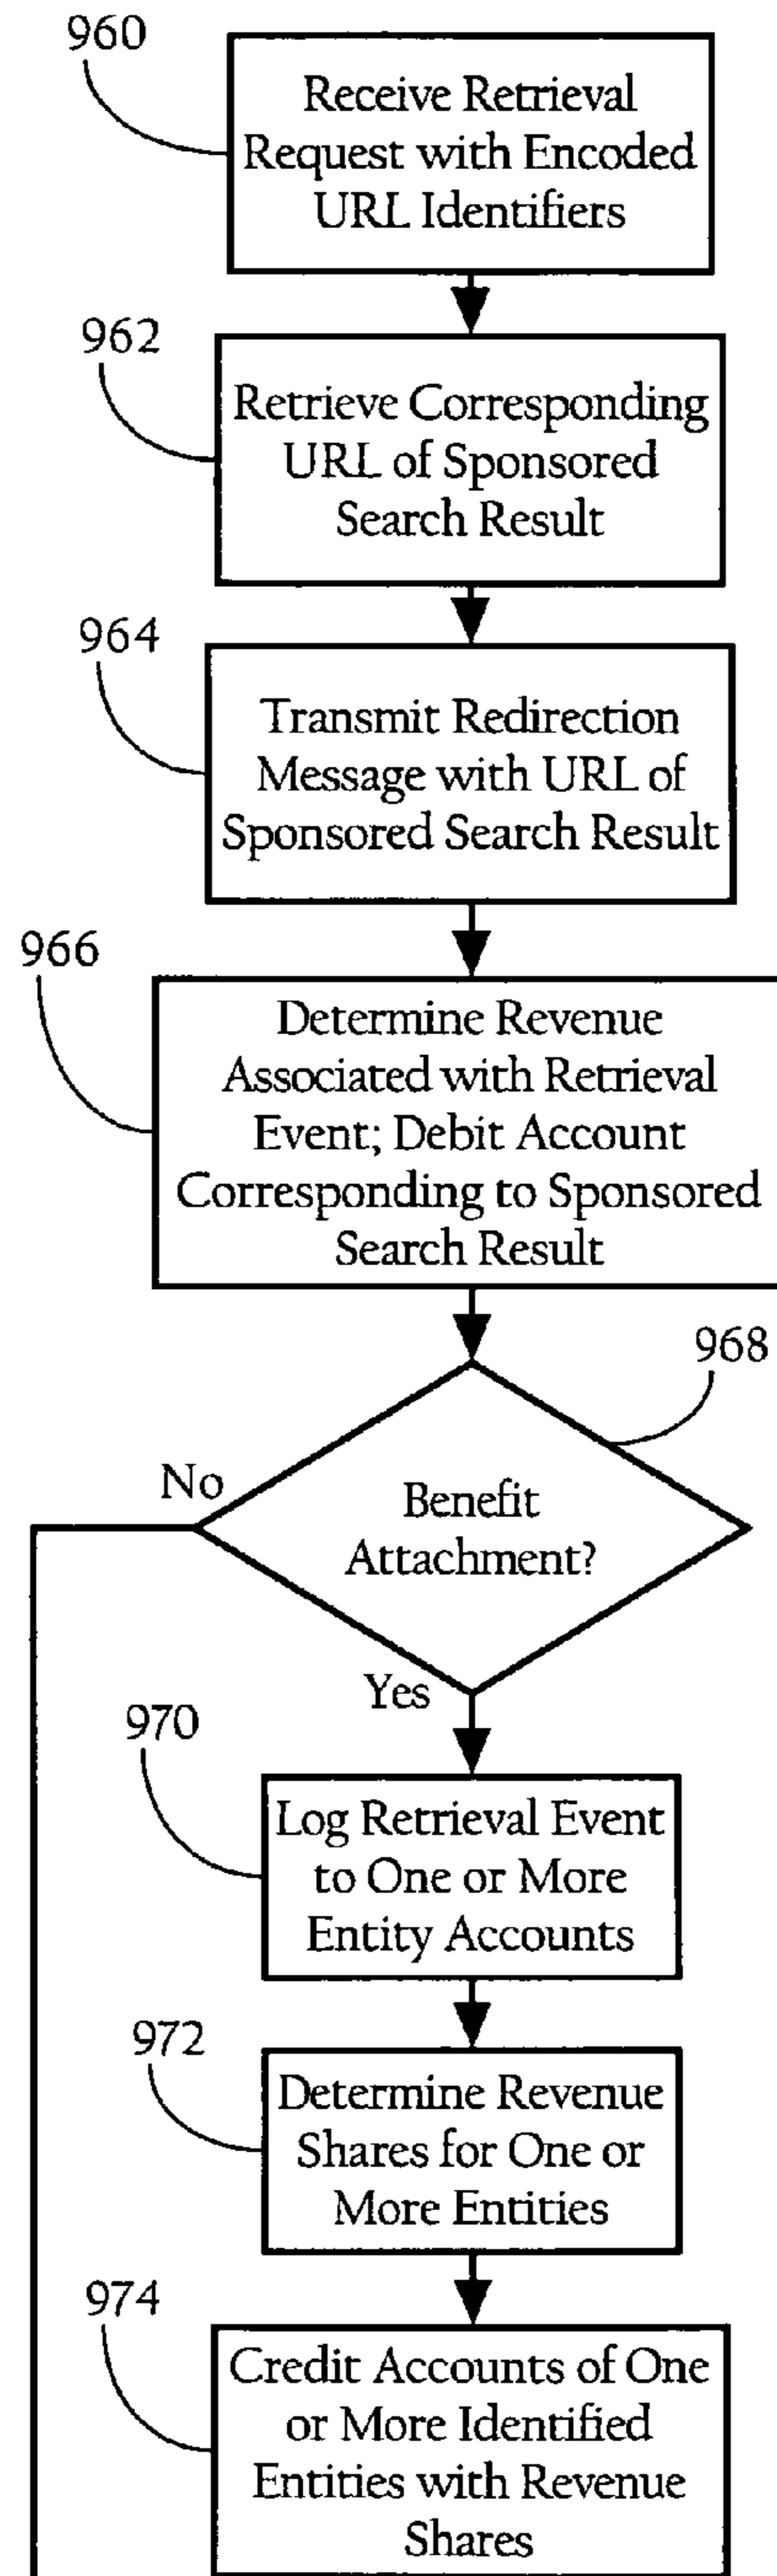 960
Receive Retrieval
Request with Encoded
URL Identifiers
962
Retrieve Corresponding
URL of Sponsored
Search Result
964
Transmit Redirection
Message with URL of
Sponsored Search Result
966
Determine Revenue
Associated with Retrieval
Event; Debit Account
Corresponding to Sponsored
Search Result
968
No
Benefit
Attachment?
Yes
970
Log Retrieval Event
to One or More
Entity Accounts
972
Determine Revenue
Shares for One or
More Entities
974
Credit Accounts of One
or More Identified
Entities with Revenue
Shares